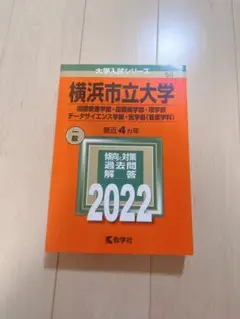 大学入試シリーズ
98
横浜市立大学
国際教養学部・国際商学部・理学部
データサイエンス学部・医学部〈看護学科〉
最近4カ年
一般
傾向と対策
過去問
解答
2022
教学社